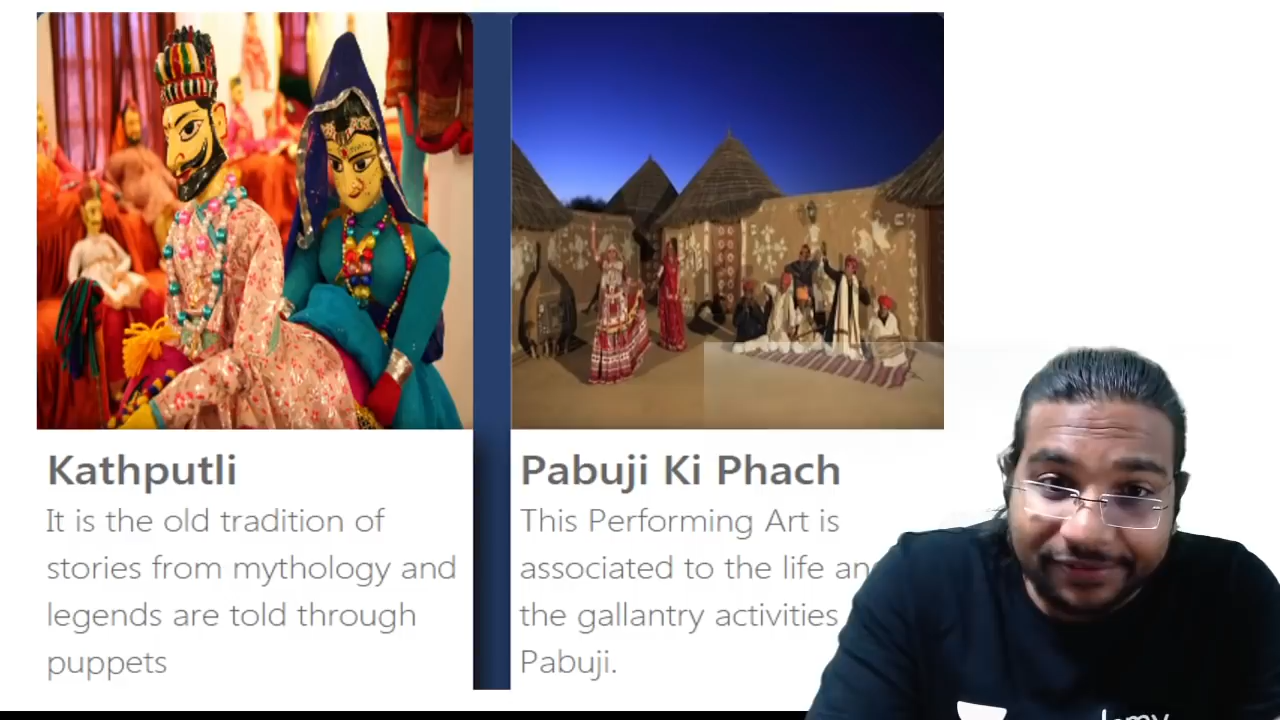 Kathputli
It is the old tradition of
stories from mythology and
legends are told through
puppets
Pabuji Ki Phach
This Performing Art is
associated to the life
the gallantry activities
Pabuji.